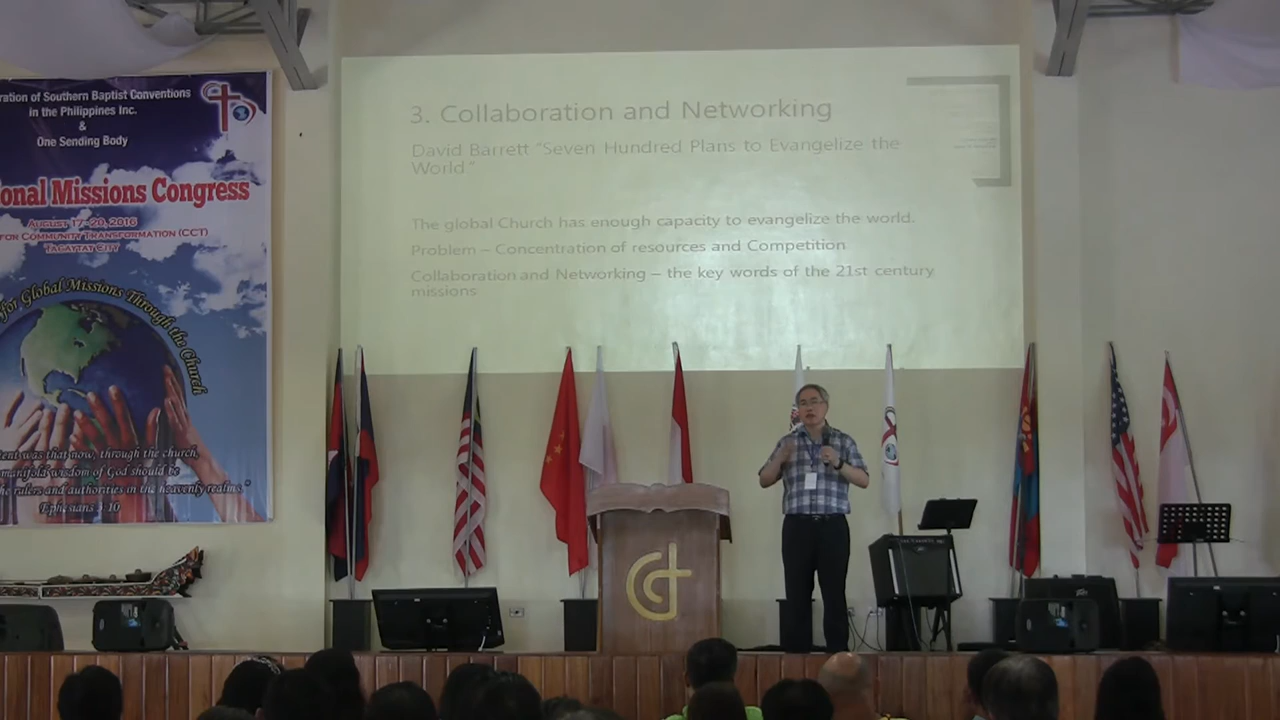 ration of Southern Baptist Conventions
in the Philippines Inc.
&
One Sending Body
onal Missions Congress
August 17-20, 2016
for Community Transformation (CCT)
Tagaytay City
for Global Missions Through the Church
ent was that now, through the church,
manifold wisdom of God should be
he rulers and authorities in the heavenly realms."
Ephesians 3:10
3. Collaboration and Networking
David Barrett "Seven Hundred Plans to Evangelize the
World"
The global Church has enough capacity to evangelize the world.
Problem – Concentration of resources and Competition
Collaboration and Networking – the key words of the 21st century
missions